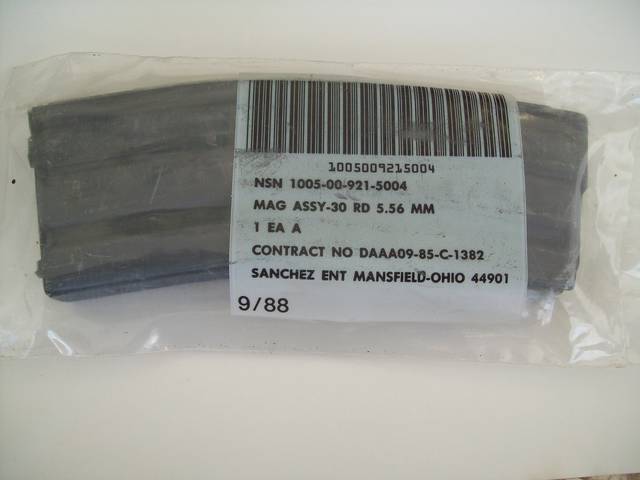 1005009215004
NSN 1005-00-921-5004
MAG ASSY-30 RD 5.56 MM
1 EA A
CONTRACT NO DAAA09-85-C-1382
SANCHEZ ENT MANSFIELD-OHIO 44901
9/88